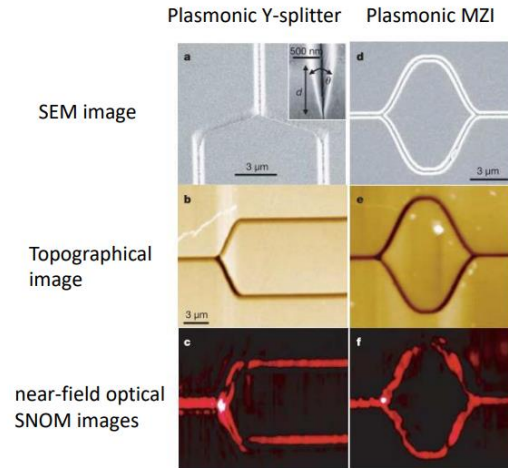 Plasmonic Y-splitter
Plasmonic MZI
SEM image
a
500 nm
d
θ
3 µm
d
3 µm
Topographical
image
b
3 µm
e
near-field optical
SNOM images
c
f